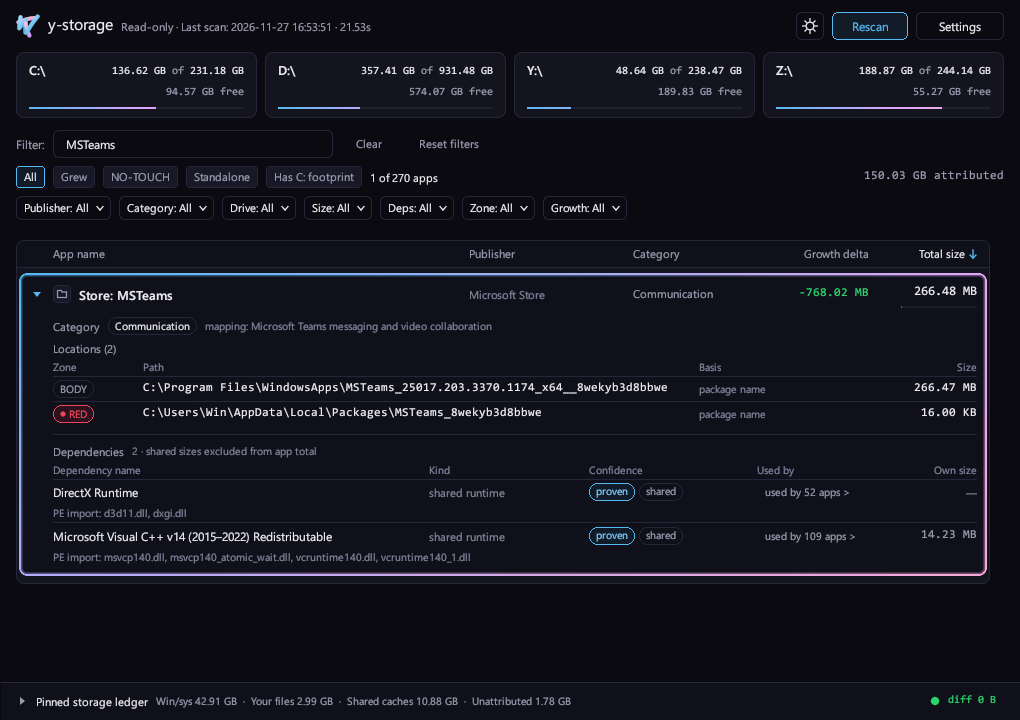 y-storage Read-only · Last scan: 2026-11-27 16:53:51 · 21.53s Rescan Settings
C:\ 136.62 GB of 231.18 GB
94.57 GB free
D:\ 357.41 GB of 931.48 GB
574.07 GB free
Y:\ 48.64 GB of 238.47 GB
189.83 GB free
Z:\ 188.87 GB of 244.14 GB
55.27 GB free
Filter: MSTeams Clear Reset filters
All Grew NO-TOUCH Standalone Has C: footprint 1 of 270 apps 150.03 GB attributed
Publisher: All Category: All Drive: All Size: All Deps: All Zone: All Growth: All
App name Publisher Category Growth delta Total size ↓
Store: MSTeams Microsoft Store Communication -768.02 MB 266.48 MB
Category Communication mapping: Microsoft Teams messaging and video collaboration
Locations (2)
Zone Path Basis Size
BODY C:\Program Files\WindowsApps\MSTeams_25017.203.3370.1174_x64__8wekyb3d8bbwe package name 266.47 MB
RED C:\Users\Win\AppData\Local\Packages\MSTeams_8wekyb3d8bbwe package name 16.00 KB
Dependencies 2 · shared sizes excluded from app total
Dependency name Kind Confidence Used by Own size
DirectX Runtime shared runtime proven shared used by 52 apps > —
PE import: d3d11.dll, dxgi.dll
Microsoft Visual C++ v14 (2015–2022) Redistributable shared runtime proven shared used by 109 apps > 14.23 MB
PE import: msvcp140.dll, msvcp140_atomic_wait.dll, vcruntime140.dll, vcruntime140_1.dll
Pinned storage ledger Win/sys 42.91 GB · Your files 2.99 GB · Shared caches 10.88 GB · Unattributed 1.78 GB diff 0 B